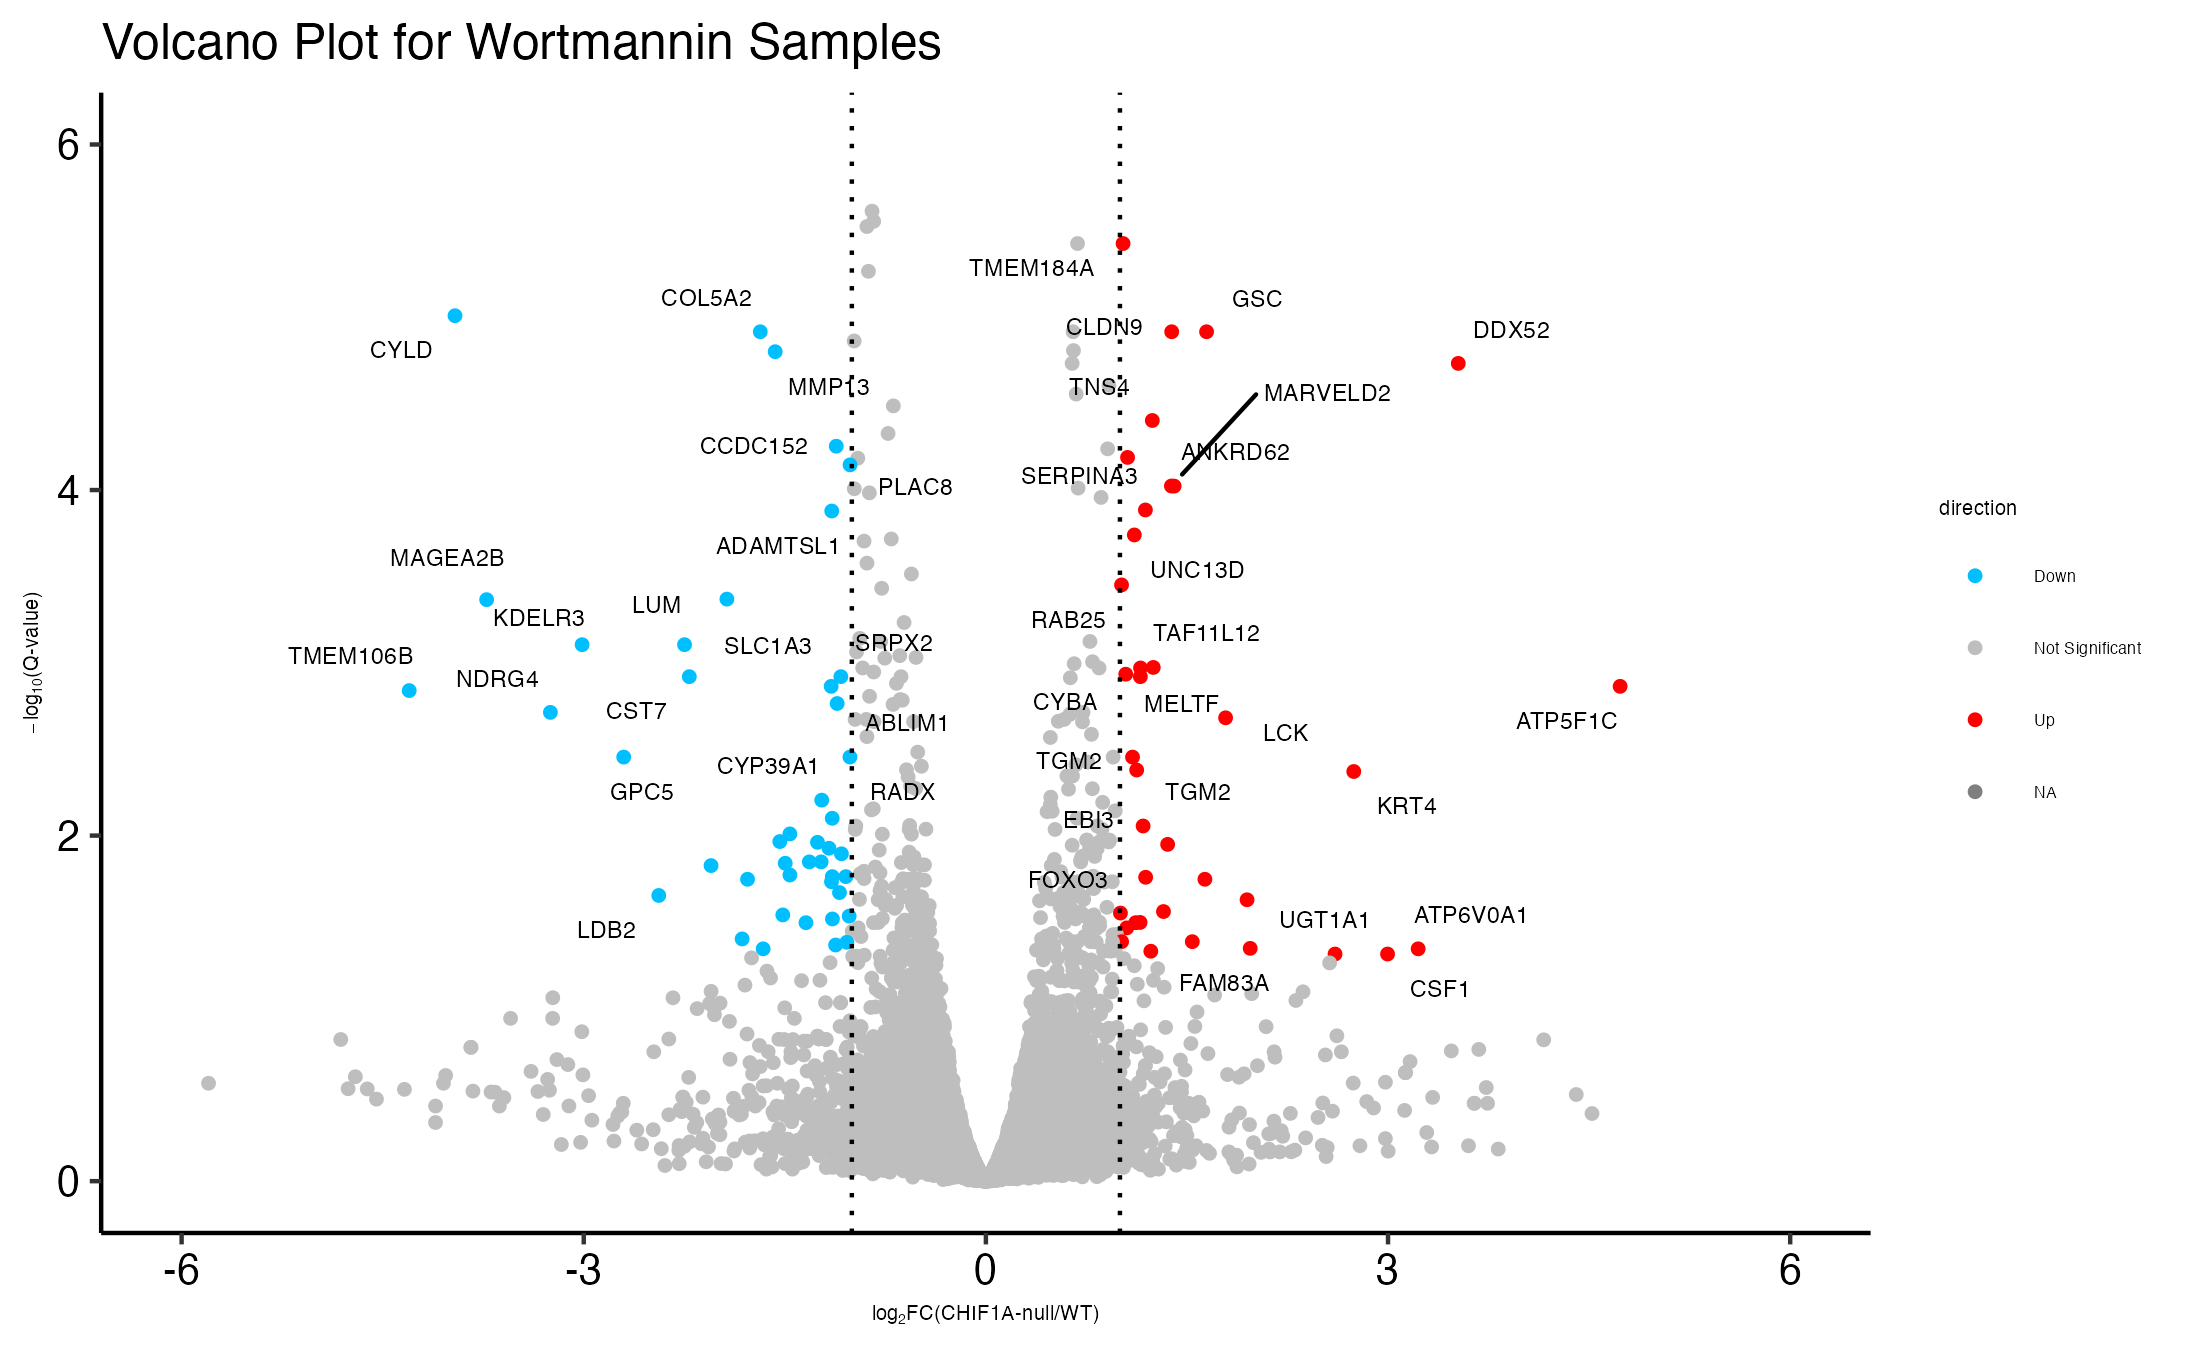 Volcano Plot for Wortmannin Samples
6
4
2
0
−log10(Q-value)
TMEM184A
COL5A2
GSC
CLDN9
DDX52
CYLD
MMP13
TNS4
MARVELD2
CCDC152
ANKRD62
SERPINA3
PLAC8
ADAMTSL1
MAGEA2B
UNC13D
LUM
KDELR3
RAB25
TAF11L12
SLC1A3
SRPX2
TMEM106B
NDRG4
CYBA
MELTF
CST7
ATP5F1C
ABLIM1
LCK
TGM2
CYP39A1
GPC5
RADX
TGM2
KRT4
EBI3
FOXO3
ATP6V0A1
UGT1A1
LDB2
FAM83A
CSF1
direction
Down
Not Significant
Up
NA
-6
-3
0
3
6
log2FC(CHIF1A-null/WT)